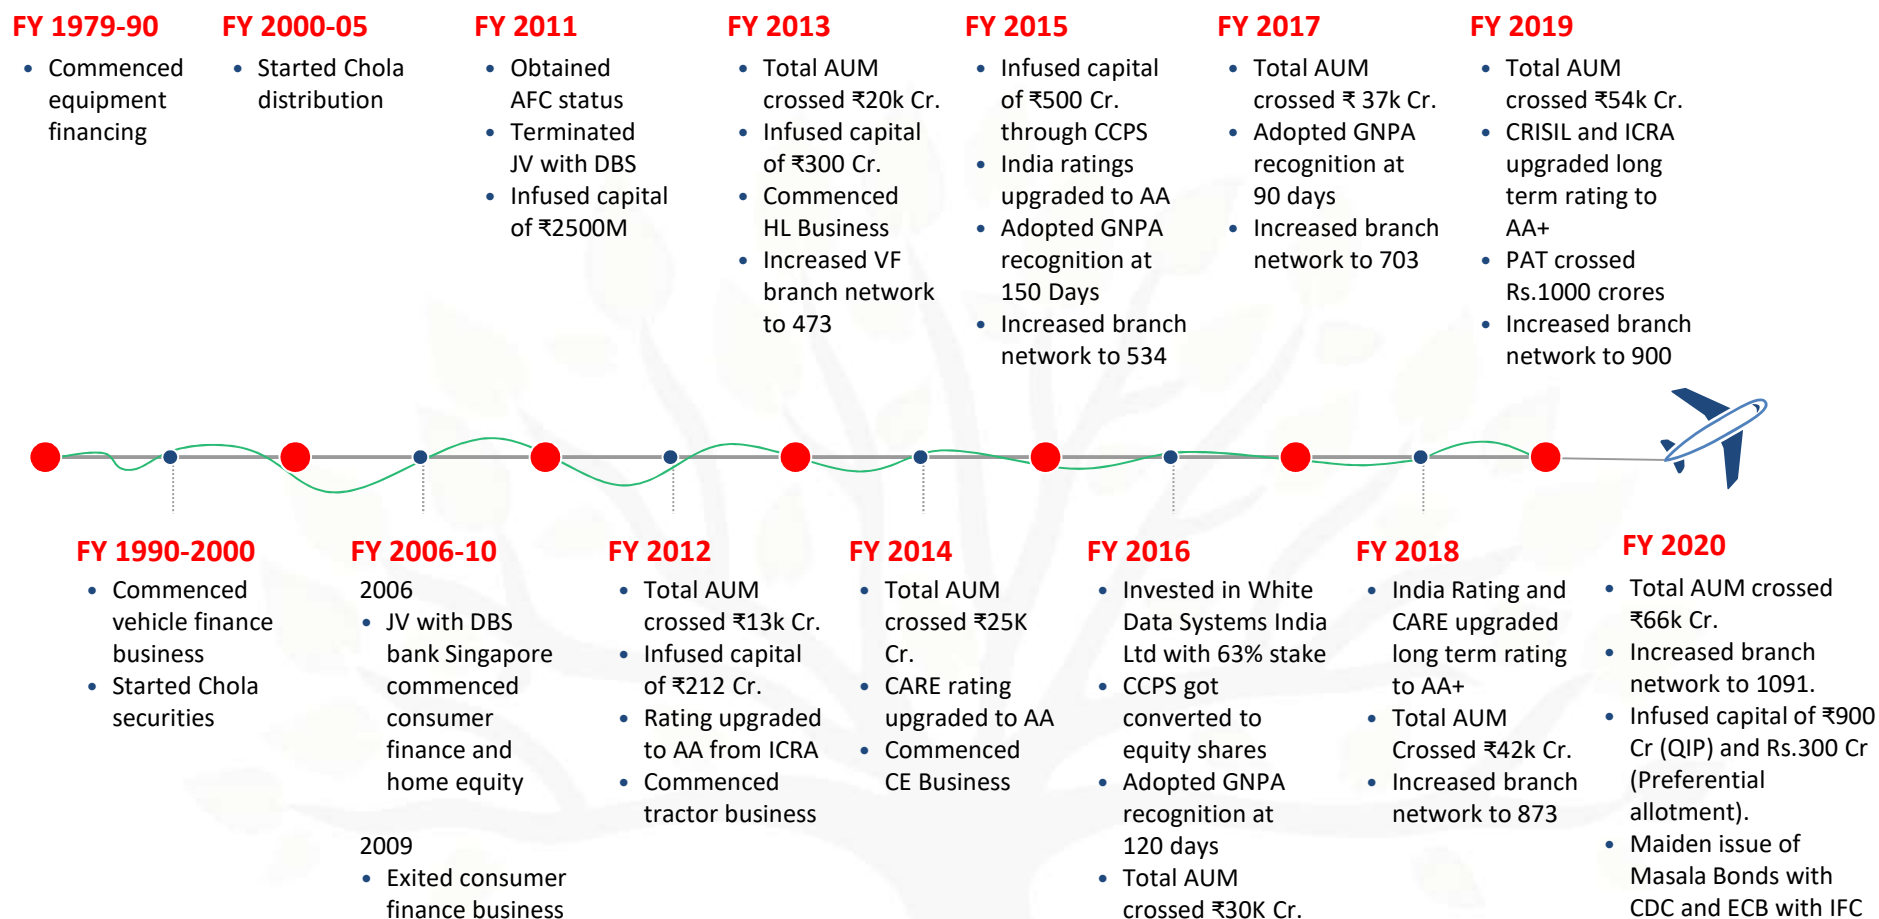 FY 1979-90
• Commenced
equipment
financing
FY 2000-05
• Started Chola
distribution
FY 2011
• Obtained
AFC status
• Terminated
JV with DBS
• Infused capital
of ₹2500M
FY 2013
• Total AUM
crossed ₹20k Cr.
• Infused capital
of ₹300 Cr.
• Commenced
HL Business
• Increased VF
branch network
to 473
FY 2015
• Infused capital
of ₹500 Cr.
through CCPS
• India ratings
upgraded to AA
• Adopted GNPA
recognition at
150 Days
• Increased branch
network to 534
FY 2017
• Total AUM
crossed ₹ 37k Cr.
• Adopted GNPA
recognition at
90 days
• Increased branch
network to 703
FY 2019
• Total AUM
crossed ₹54k Cr.
• CRISIL and ICRA
upgraded long
term rating to
AA+
• PAT crossed
Rs.1000 crores
• Increased branch
network to 900
FY 1990-2000
• Commenced
vehicle finance
business
• Started Chola
securities
FY 2006-10
2006
• JV with DBS
bank Singapore
commenced
consumer
finance and
home equity
2009
• Exited consumer
finance business
FY 2012
• Total AUM
crossed ₹13k Cr.
• Infused capital
of ₹212 Cr.
• Rating upgraded
to AA from ICRA
• Commenced
tractor business
FY 2014
• Total AUM
crossed ₹25K
Cr.
• CARE rating
upgraded to AA
• Commenced
CE Business
FY 2016
• Invested in White
Data Systems India
Ltd with 63% stake
• CCPS got
converted to
equity shares
• Adopted GNPA
recognition at
120 days
• Total AUM
crossed ₹30K Cr.
FY 2018
• India Rating and
CARE upgraded
long term rating
to AA+
• Total AUM
Crossed ₹42k Cr.
• Increased branch
network to 873
FY 2020
• Total AUM crossed
₹66k Cr.
• Increased branch
network to 1091.
• Infused capital of ₹900
Cr (QIP) and Rs.300 Cr
(Preferential
allotment).
• Maiden issue of
Masala Bonds with
CDC and ECB with IFC